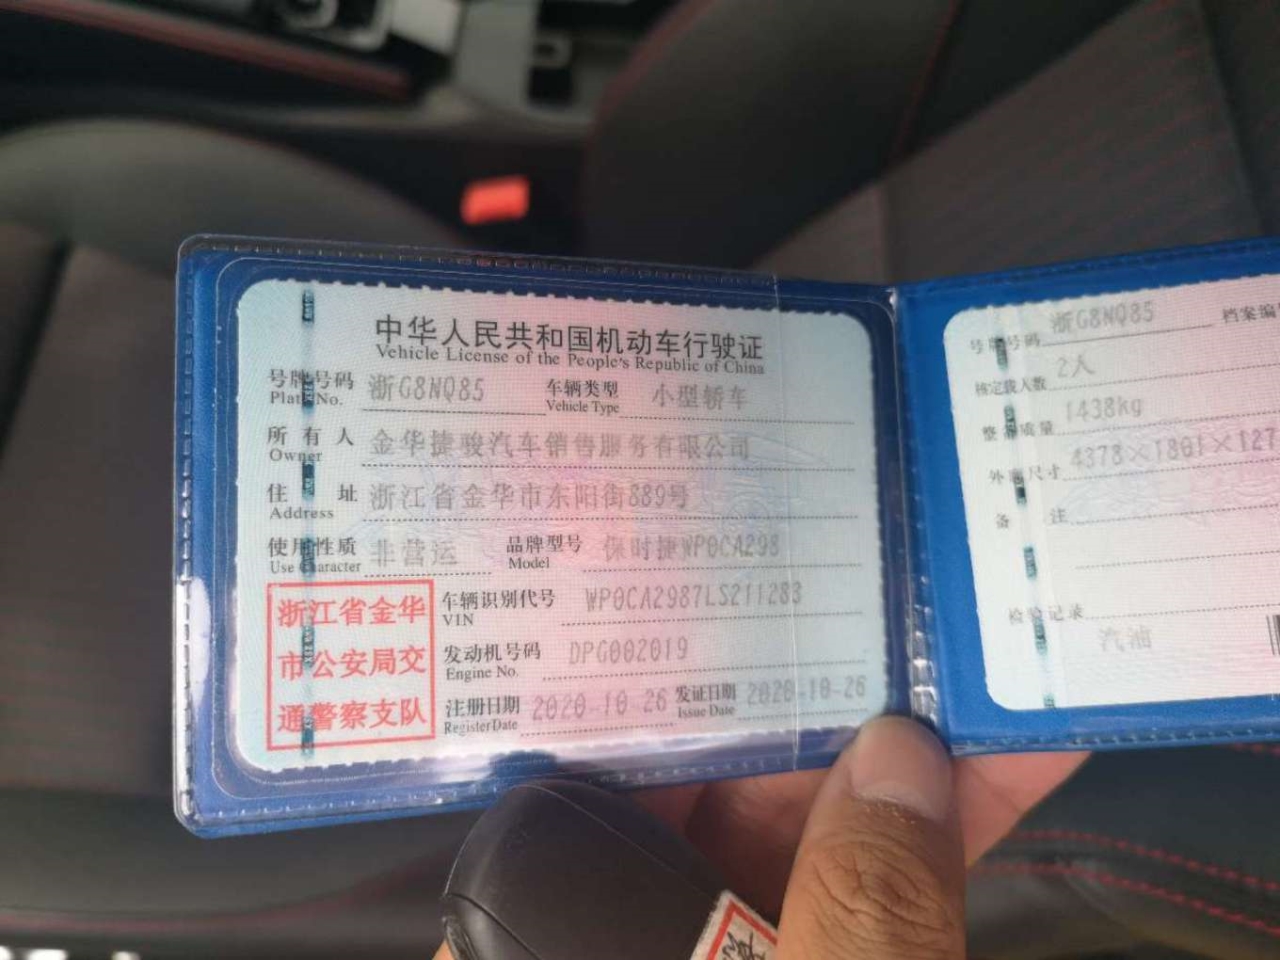 中华人民共和国机动车行驶证
Vehicle License of the People's Republic of China
号牌号码 浙G8NQ85 车辆类型 小型轿车
Plate No. Vehicle Type
所有人 金华捷骏汽车销售服务有限公司
Owner
住址 浙江省金华市东阳街889号
Address
使用性质 非营运 品牌型号 保时捷WP0CA298
Use Character Model
浙江省金华
市公安局交
通警察支队
车辆识别代号 WP0CA2987LS211283
VIN
发动机号码 DPG002019
Engine No.
注册日期 2020-10-26 发证日期 2020-10-26
Register Date Issue Date
号牌号码 浙G8NQ85 档案编
核定载人数 2人
整备质量 1438kg
外廓尺寸 4378×1801×127
备注
检验记录
汽油